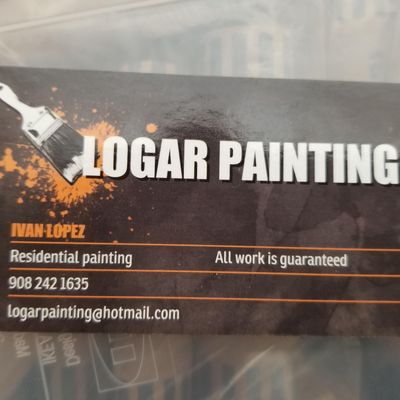 LOGAR PAINTING
IVAN LOPEZ
Residential painting All work is guaranteed
908 242 1635
logarpainting@hotmail.com